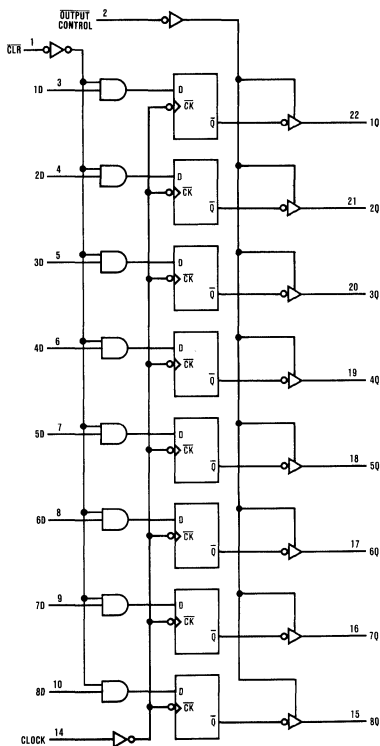 OUTPUT CONTROL 2
CLR 1
1D 3 D CK Q 22 1Q
2D 4 D CK Q 21 2Q
3D 5 D CK Q 20 3Q
4D 6 D CK Q 19 4Q
5D 7 D CK Q 18 5Q
6D 8 D CK Q 17 6Q
7D 9 D CK Q 16 7Q
8D 10 D CK Q 15 8Q
CLOCK 14